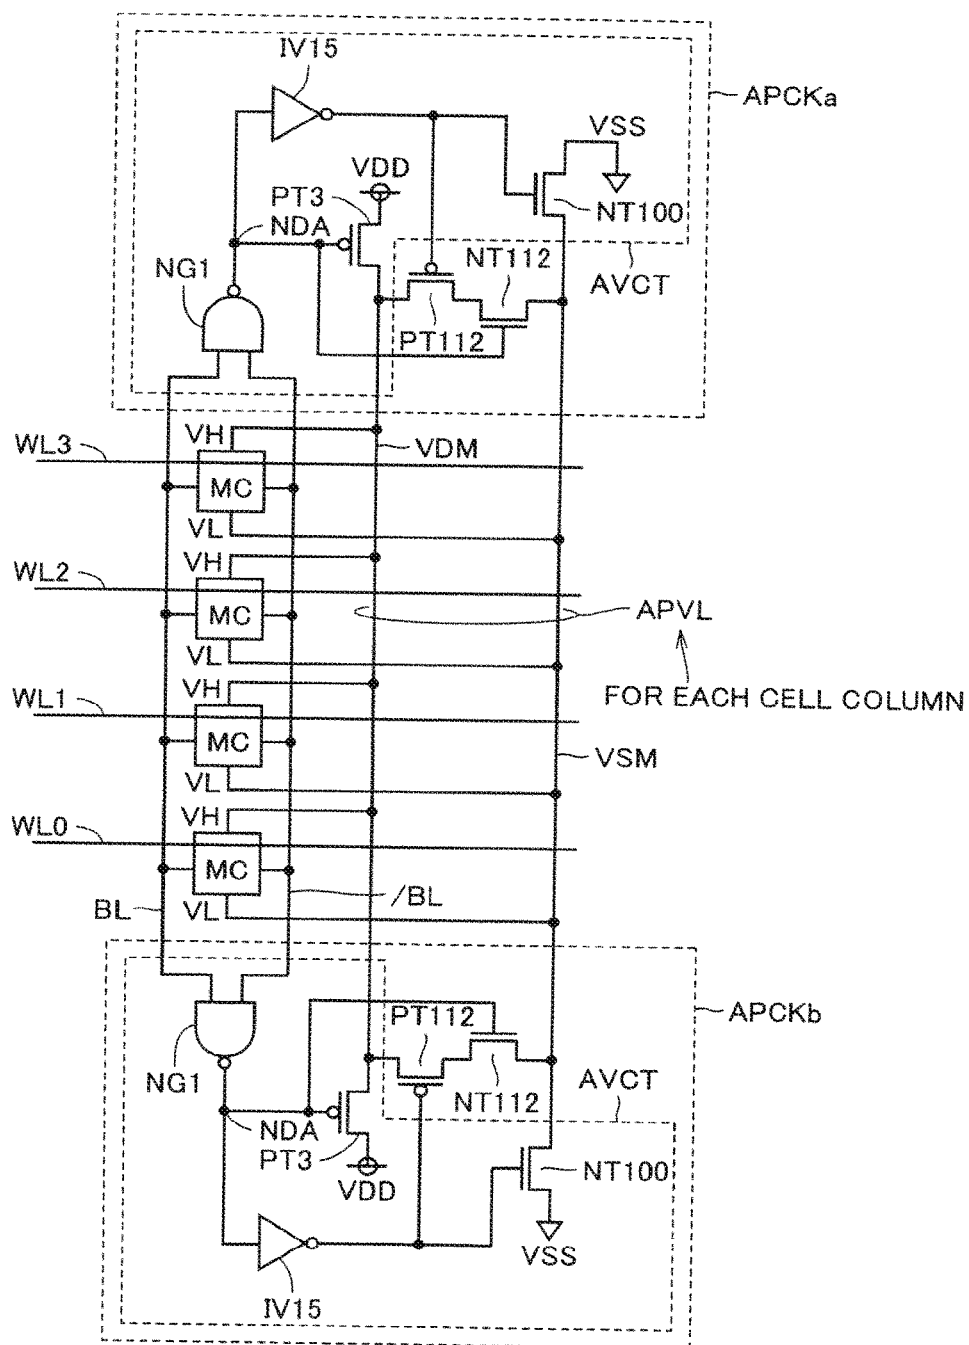 IV15
APCKa
VSS
VDD
PT3
NT100
NDA
NT112
NG1
AVCT
PT112
VH
VDM
WL3
MC
VL
VH
WL2
MC
APVL
VL
VH
FOR EACH CELL COLUMN
WL1
MC
VSM
VL
VH
WL0
MC
/BL
BL
VL
APCKb
PT112
NG1
AVCT
NT112
NDA
PT3
NT100
VDD
VSS
IV15